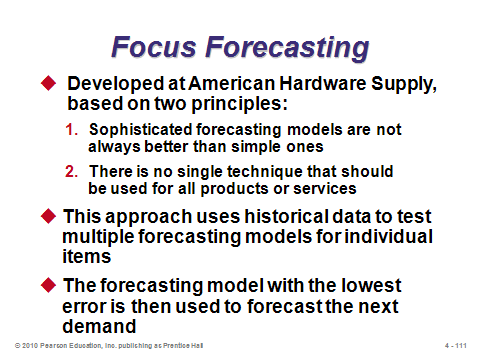 Focus Forecasting
Developed at American Hardware Supply,
based on two principles:
1. Sophisticated forecasting models are not
always better than simple ones
2. There is no single technique that should
be used for all products or services
This approach uses historical data to test
multiple forecasting models for individual
items
The forecasting model with the lowest
error is then used to forecast the next
demand
© 2010 Pearson Education, Inc. publishing as Prentice Hall
4 - 111